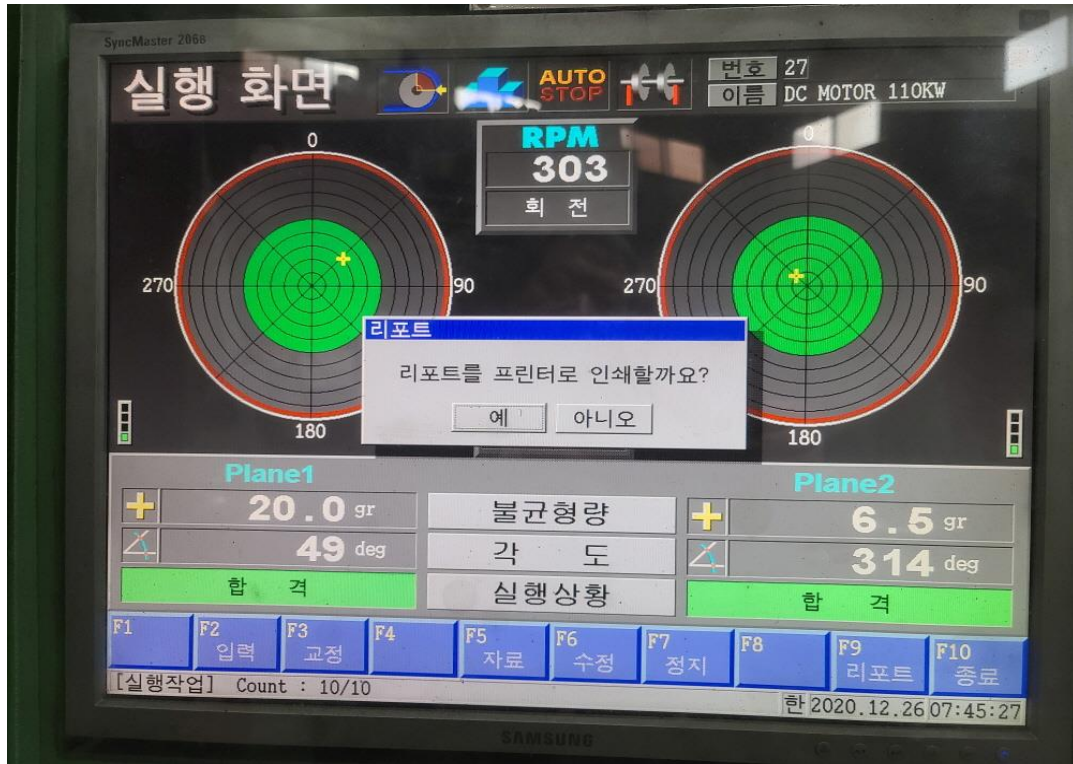 SyncMaster 206B
실행 화면
AUTO
STOP
번호 27
이름 DC MOTOR 110KW
RPM
303
회 전
0
270
90
180
0
270
90
180
리포트
리포트를 프린터로 인쇄할까요?
예
아니오
Plane1
Plane2
20.0 gr
불균형량
6.5 gr
49 deg
각 도
314 deg
합 격
실행상황
합 격
F1
F2 입력
F3 교정
F4
F5 자료
F6 수정
F7 정지
F8
F9 리포트
F10 종료
[실행작업] Count : 10/10
한 2020.12.26 07:45:27
SAMSUNG